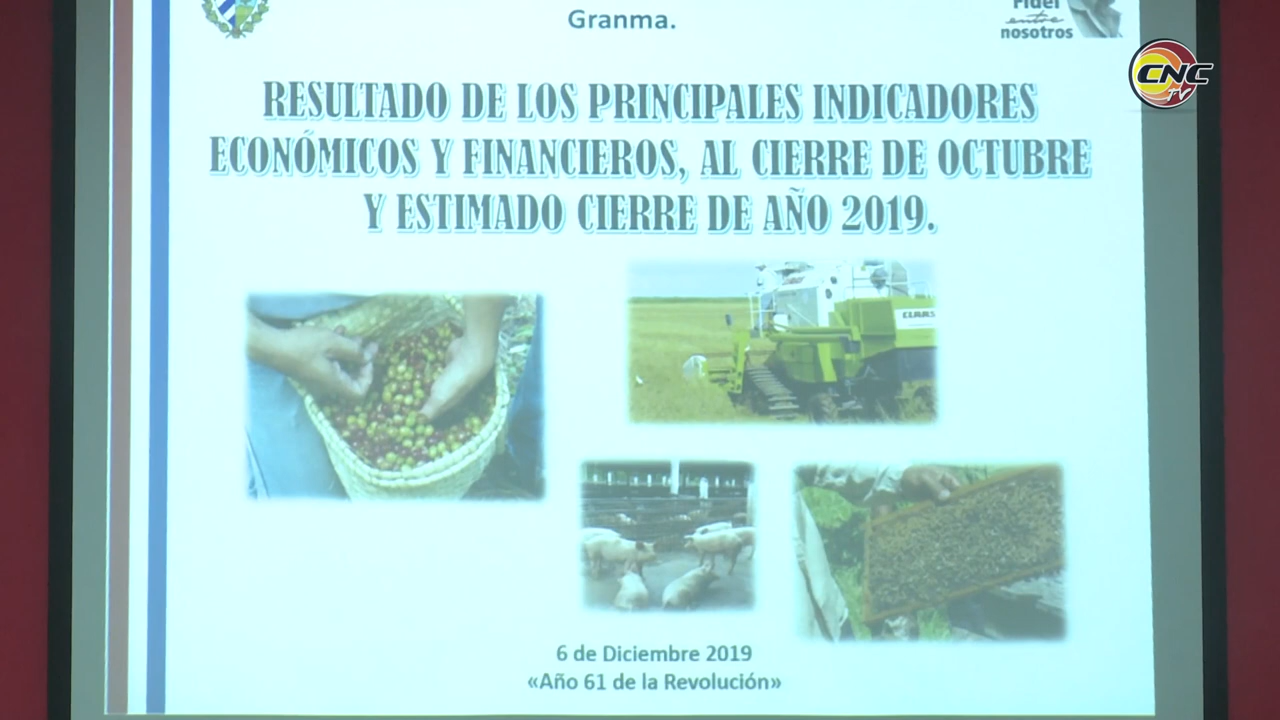 Granma.
Fidel
entre
nosotros
CNC
TV
RESULTADO DE LOS PRINCIPALES INDICADORES
ECONÓMICOS Y FINANCIEROS, AL CIERRE DE OCTUBRE
Y ESTIMADO CIERRE DE AÑO 2019.
CLAAS
6 de Diciembre 2019
«Año 61 de la Revolución»